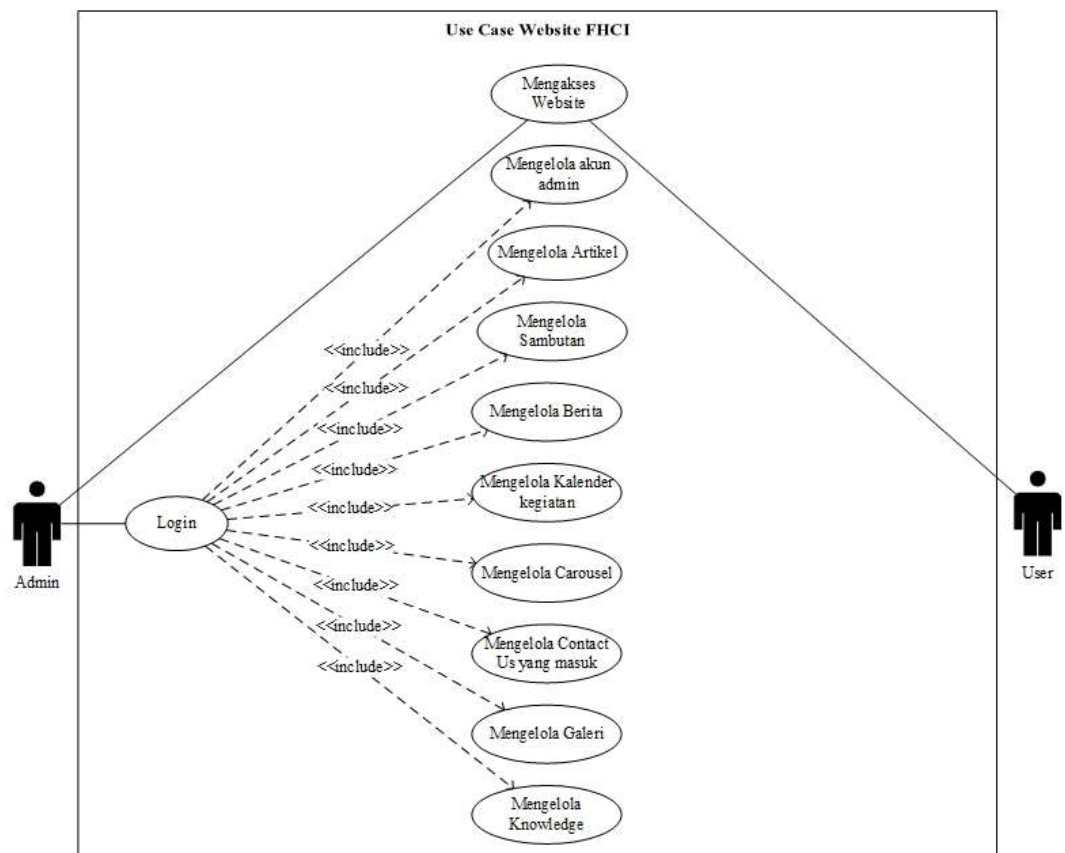 Use Case Website FHCI
Mengakses
Website
Mengelola akun
admin
Mengelola Artikel
Mengelola
Sambutan
<<include>>
<<include>>
<<include>>
Mengelola Berita
<<include>>
Mengelola Kalender
kegiatan
<<include>>
Login
<<include>>
Mengelola Carousel
Admin
User
<<include>>
<<include>>
Mengelola Contact
Us yang masuk
<<include>>
Mengelola Galeri
Mengelola
Knowledge